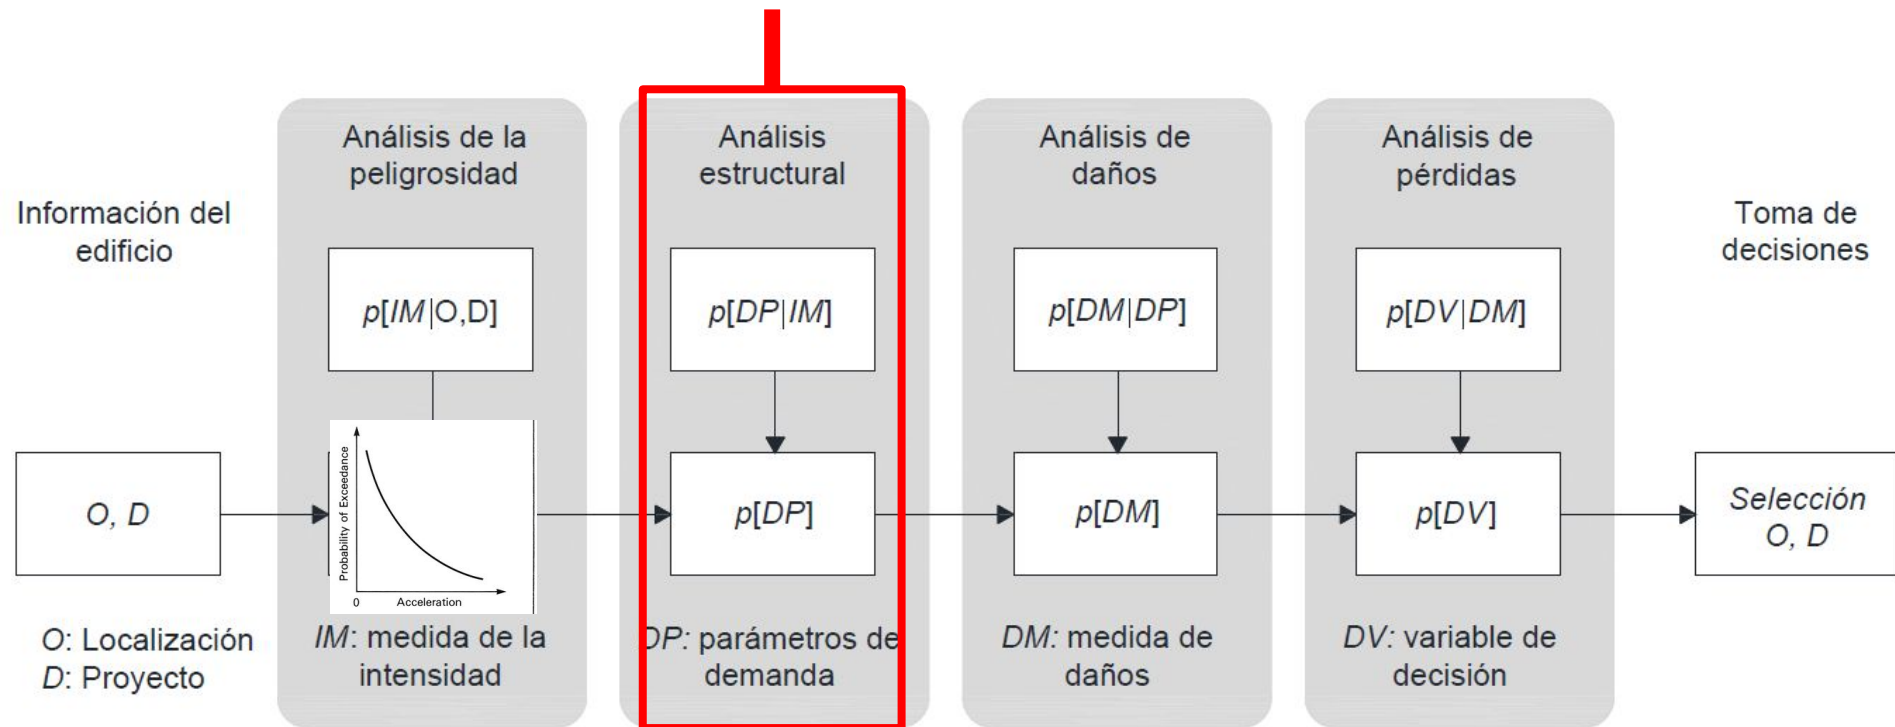 Información del
edificio
O, D
O: Localización
D: Proyecto
Análisis de la
peligrosidad
p[IM|O,D]
Probability of Exceedance
0
Acceleration
IM: medida de la
intensidad
Análisis
estructural
p[DP|IM]
p[DP]
DP: parámetros de
demanda
Análisis de
daños
p[DM|DP]
p[DM]
DM: medida de
daños
Análisis de
pérdidas
p[DV|DM]
p[DV]
DV: variable de
decisión
Toma de
decisiones
Selección
O, D